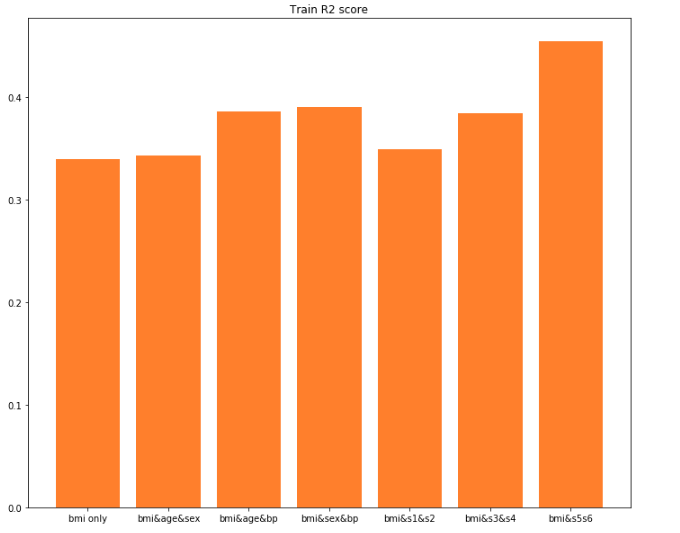 Train R2 score
0.4
0.3
0.2
0.1
0.0
bmi only bmi&age&sex bmi&age&bp bmi&sex&bp bmi&s1&s2 bmi&s3&s4 bmi&s5s6